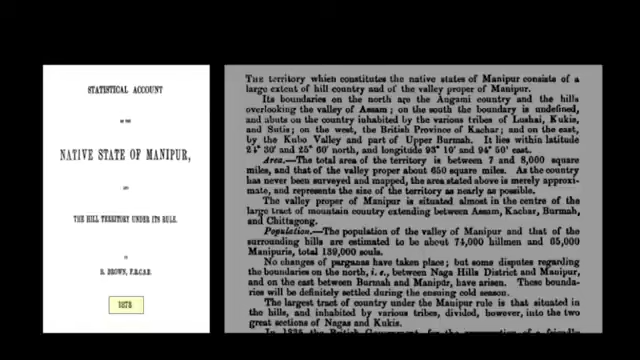 STATISTICAL ACCOUNT
OF THE
NATIVE STATE OF MANIPUR,
AND
THE HILL TERRITORY UNDER ITS RULE.
BY
R. BROWN, F.R.C.S.E.
1873
The territory which constitutes the native states of Manipur consists of a
large extent of hill country and of the valley proper of Manipur.
Its boundaries on the north are the Angami country and the hills
overlooking the valley of Assam; on the south the boundary is undefined,
and abuts on the country inhabited by the various tribes of Lushai, Kukis,
and Sutis; on the west, the British Province of Kachar; and on the east,
by the Kubo Valley and part of Upper Burmah. It lies within latitude
30' and 25° 60' north, and longitude 93° 10' and 94° 50' east.
Area.—The total area of the territory is between 7 and 8,000 square
miles, and that of the valley proper about 650 square miles. As the country
has never been surveyed and mapped, the area stated above is merely approxi-
mate, and represents the size of the territory as nearly as possible.
The valley proper of Manipur is situated almost in the centre of the
large tract of mountain country extending between Assam, Kachar, Burmah,
and Chittagong.
Population.—The population of the valley of Manipur and that of the
surrounding hills are estimated to be about 74,000 hillmen and 65,000
Manipuris, total 139,000 souls.
No changes of parganas have taken place; but some disputes regarding
the boundaries on the north, i. e., between Naga Hills District and Manipur,
and on the east between Burmah and Manipur, have arisen. These bounda-
ries will be definitely settled during the ensuing cold season.
The largest tract of country under the Manipur rule is that situated in
the hills, and inhabited by various tribes, divided, however, into the two
great sections of Nagas and Kukis.
In 1835 the British Government, for the